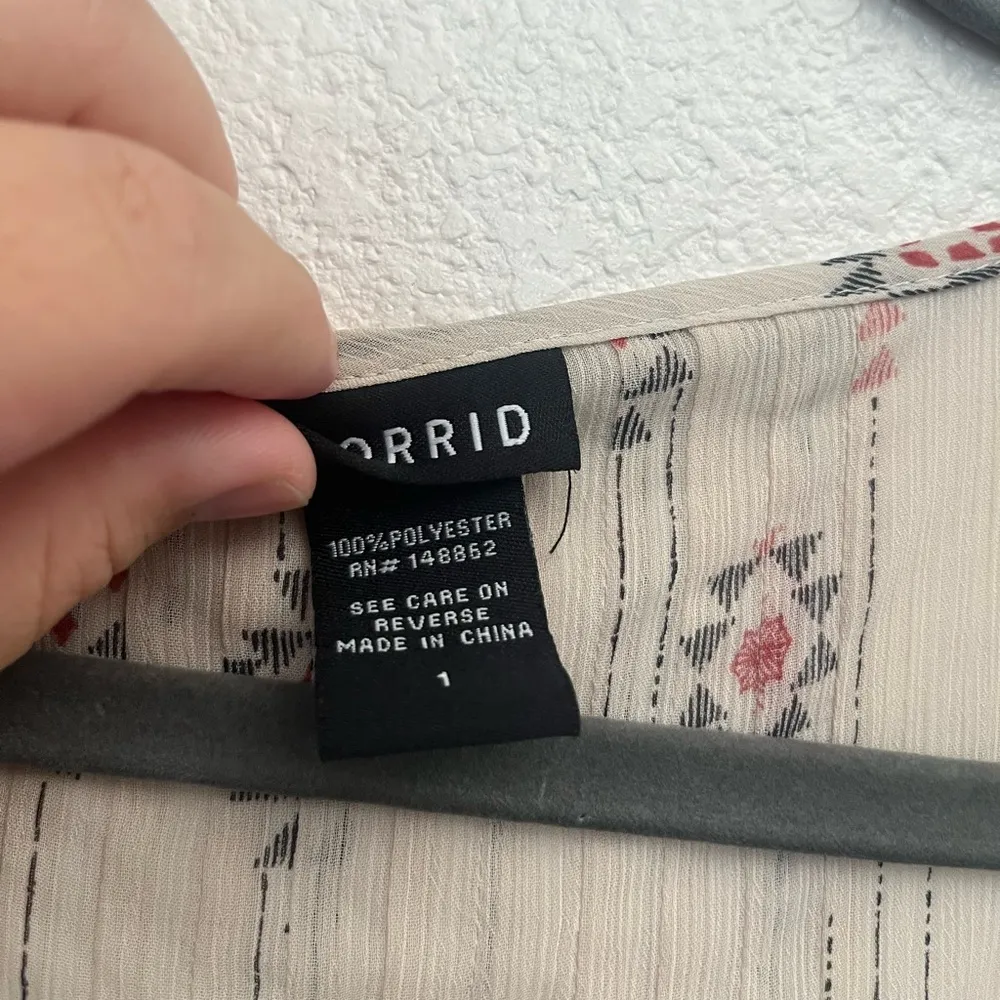 ORRID
100%POLYESTER
RN# 148862
SEE CARE ON
REVERSE
MADE IN CHINA
1